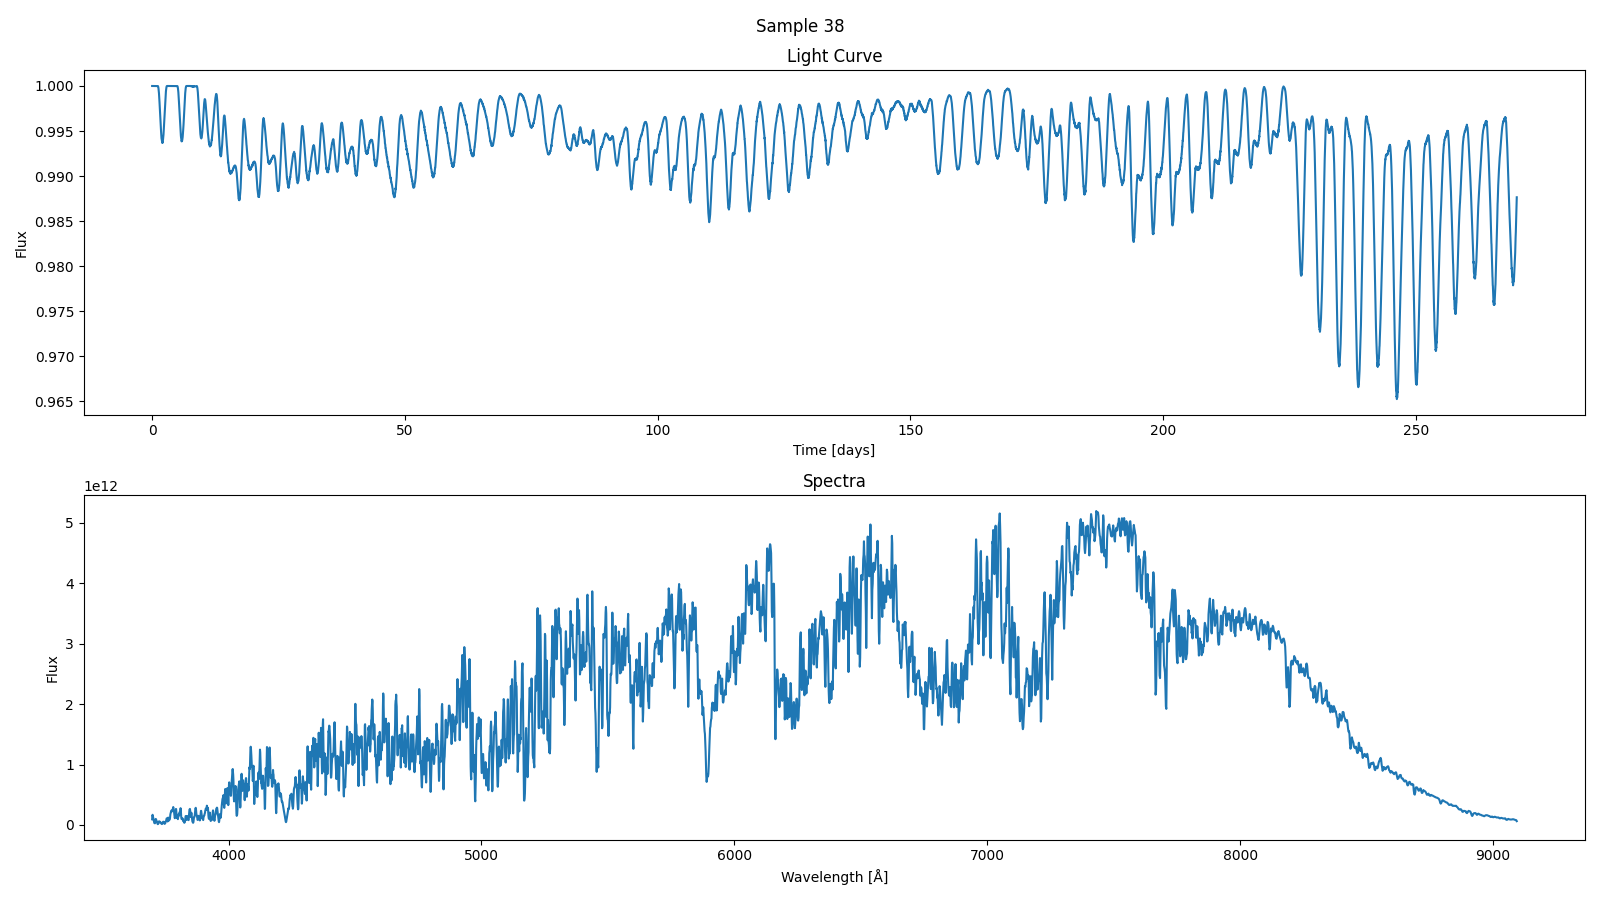 Sample 38
Light Curve
1.000
0.995
0.990
0.985
0.980
0.975
0.970
0.965
Flux
0 50 100 150 200 250
Time [days]
Spectra
1e12
5
4
3
2
1
0
Flux
4000 5000 6000 7000 8000 9000
Wavelength [Å]